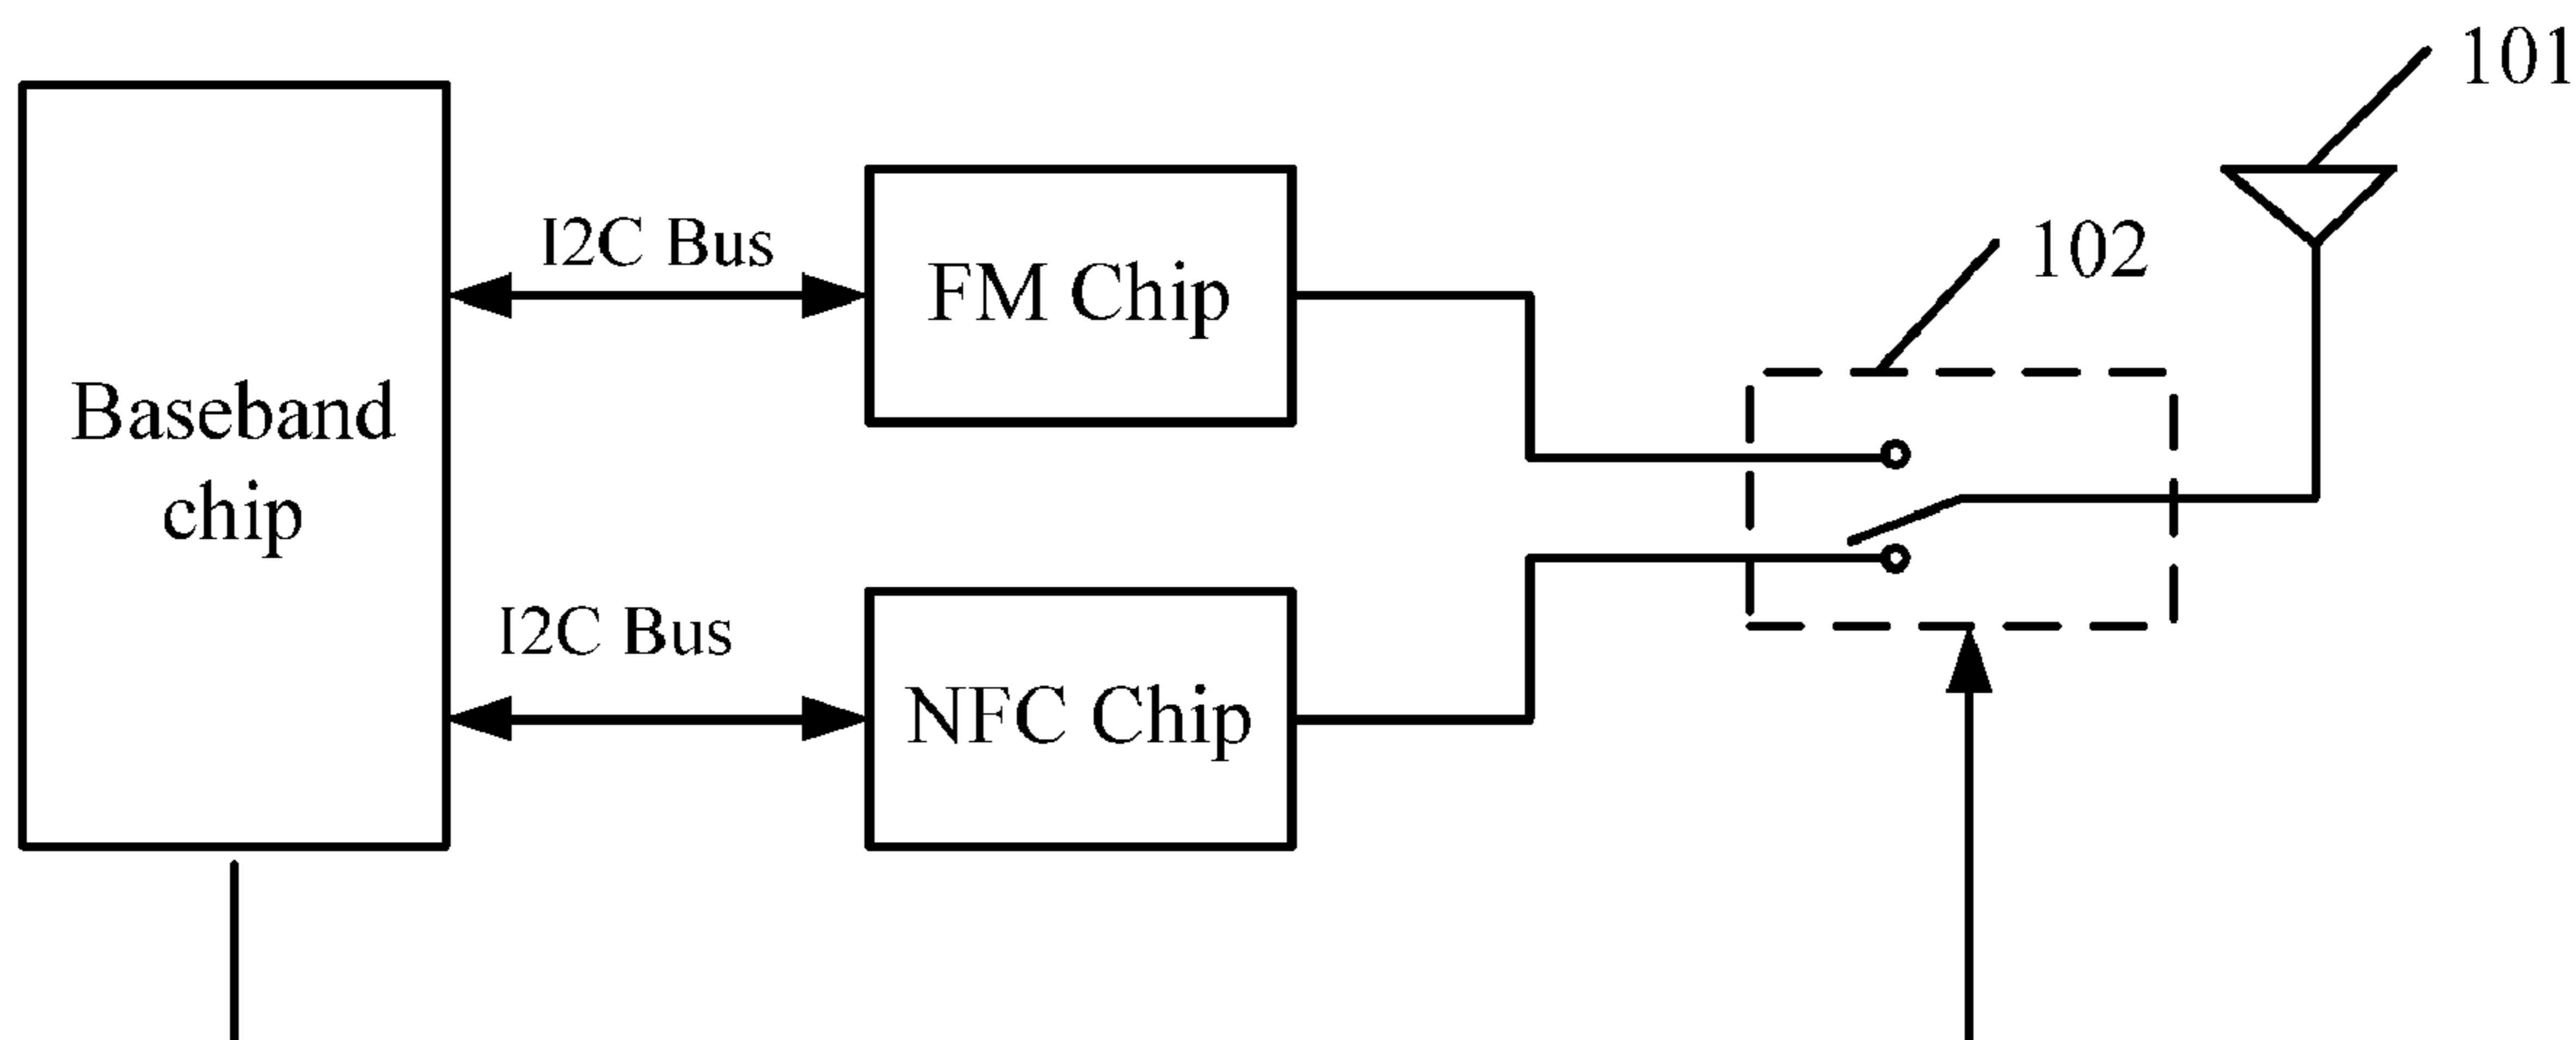 101
102
I2C Bus
FM Chip
Baseband
chip
I2C Bus
NFC Chip